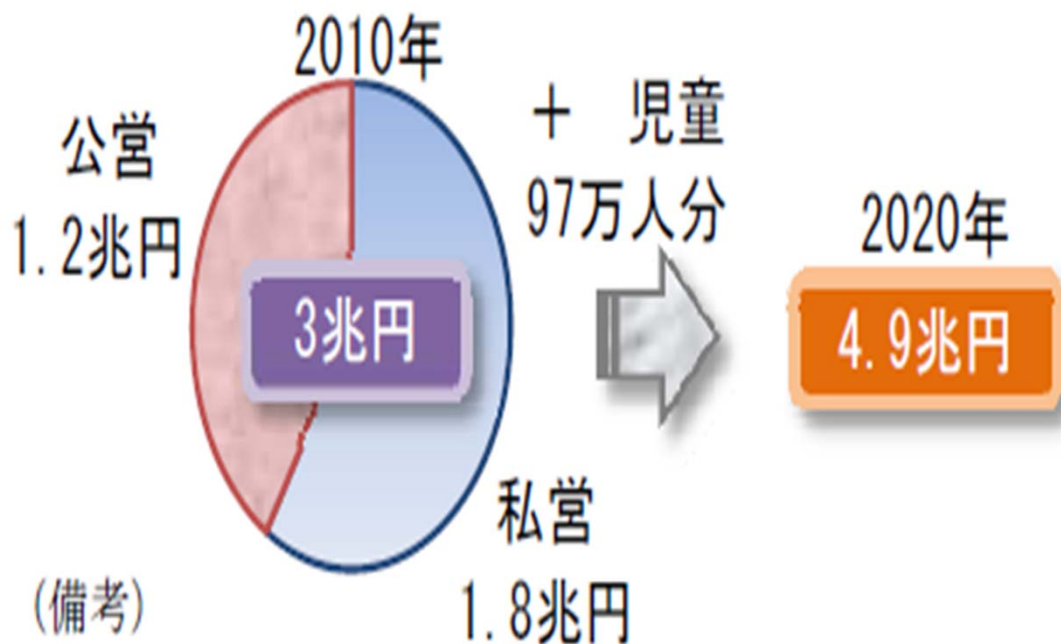 2010年
公営
1.2兆円
3兆円
私営
1.8兆円
+ 児童
97万人分
2020年
4.9兆円
(備考)